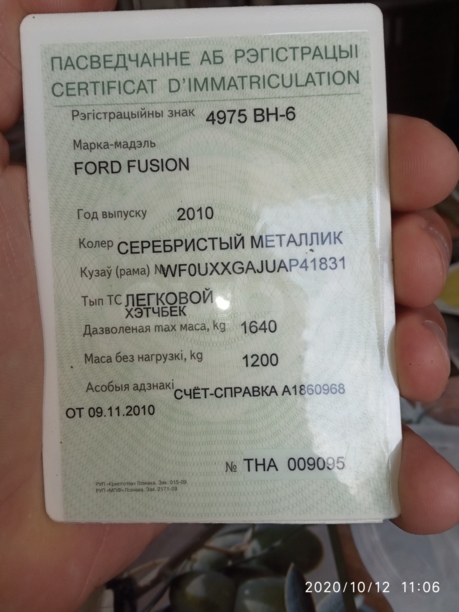 ПАСВЕДЧАННЕ АБ РЭГІСТРАЦЫІ
CERTIFICAT D'IMMATRICULATION
Рэгістрацыйны знак 4975 BH-6
Марка-мадэль
FORD FUSION
Год выпуску 2010
Колер СЕРЕБРИСТЫЙ МЕТАЛЛИК
Кузаў (рама) № WF0UXXGAJUAP41831
Тып ТС ЛЕГКОВОЙ
ХЭТЧБЕК
Дазволеная max маса, kg 1640
Маса без нагрузкі, kg 1200
Асобыя адзнакі СЧЁТ-СПРАВКА А1860968
ОТ 09.11.2010
№ ТНА 009095
2020/10/12 11:06